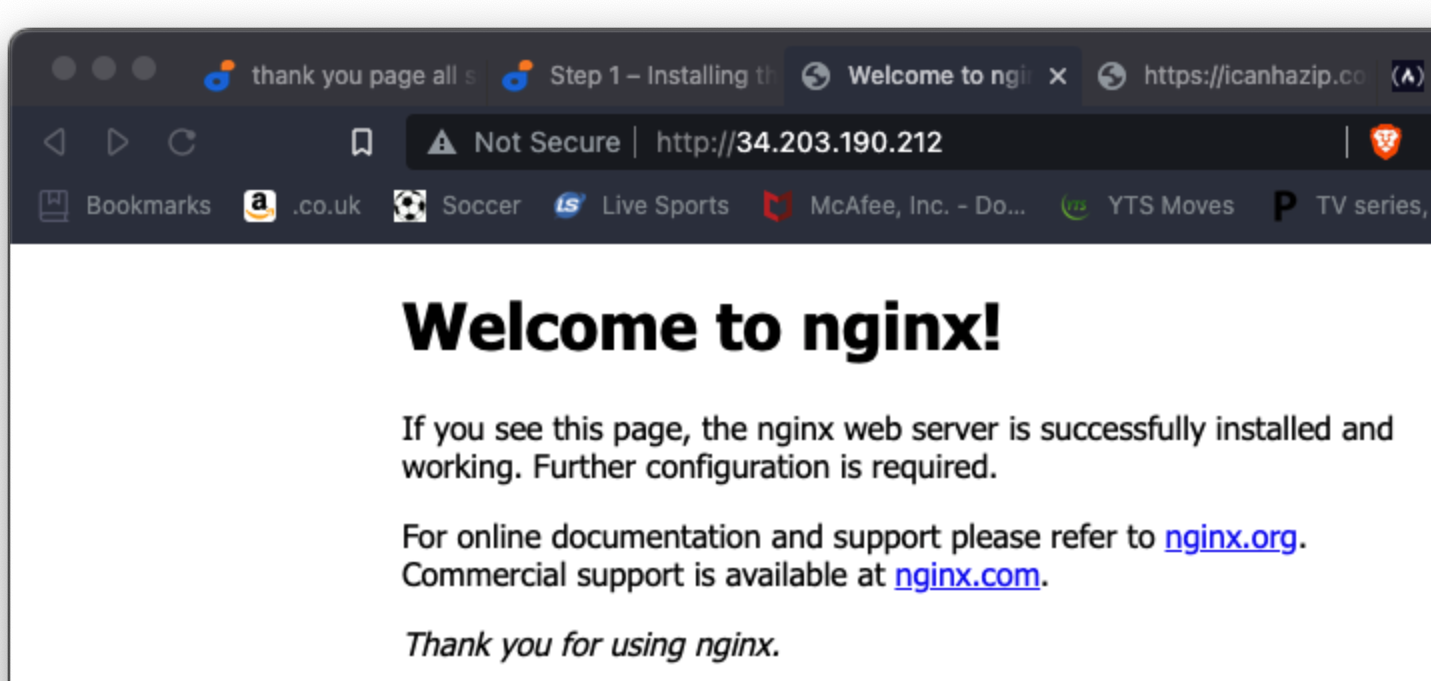 thank you page all s
Step 1 – Installing th
Welcome to ngi
https://icanhazip.co
Not Secure | http://34.203.190.212
Bookmarks
a .co.uk
Soccer
LS Live Sports
McAfee, Inc. - Do...
YTS YTS Moves
P TV series,
Welcome to nginx!
If you see this page, the nginx web server is successfully installed and
working. Further configuration is required.
For online documentation and support please refer to nginx.org.
Commercial support is available at nginx.com.
Thank you for using nginx.